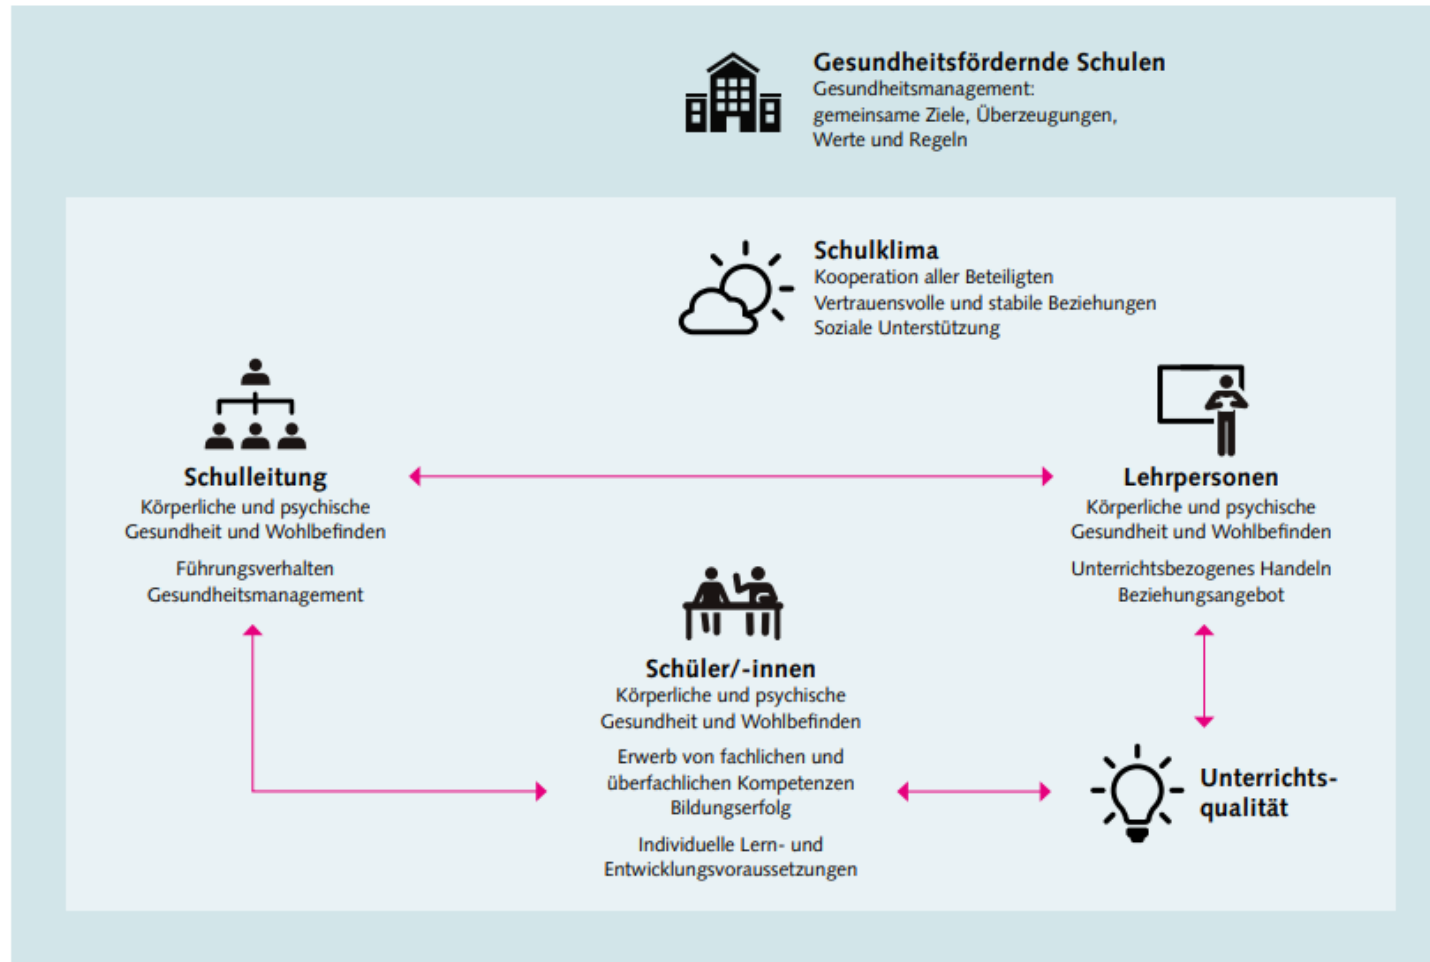 Gesundheitsfördernde Schulen
Gesundheitsmanagement:
gemeinsame Ziele, Überzeugungen,
Werte und Regeln
Schulklima
Kooperation aller Beteiligten
Vertrauensvolle und stabile Beziehungen
Soziale Unterstützung
Schulleitung
Körperliche und psychische
Gesundheit und Wohlbefinden
Führungsverhalten
Gesundheitsmanagement
Lehrpersonen
Körperliche und psychische
Gesundheit und Wohlbefinden
Unterrichtsbezogenes Handeln
Beziehungsangebot
Schüler/-innen
Körperliche und psychische
Gesundheit und Wohlbefinden
Erwerb von fachlichen und
überfachlichen Kompetenzen
Bildungserfolg
Individuelle Lern- und
Entwicklungsvoraussetzungen
Unterrichts-
qualität